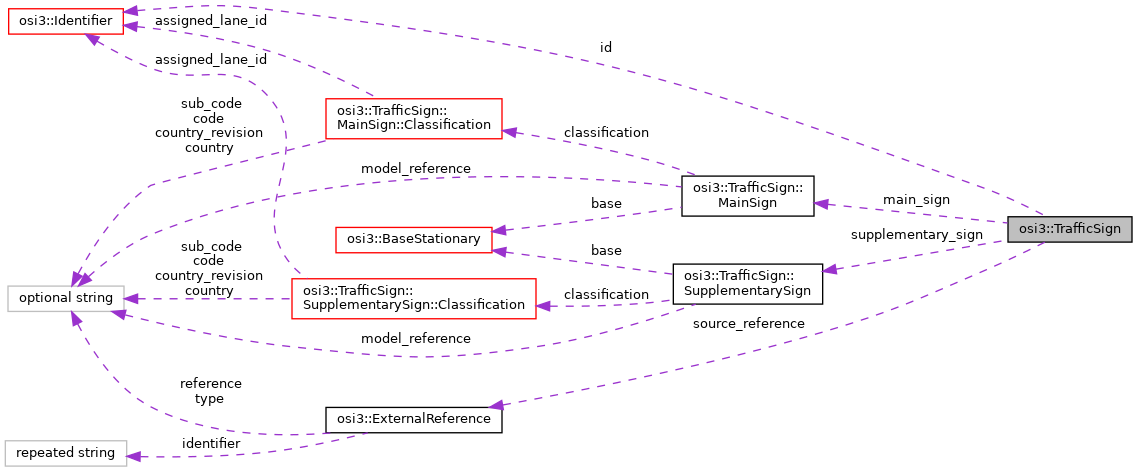 osi3::Identifier
assigned_lane_id
id
assigned_lane_id
sub_code
code
country_revision
country
osi3::TrafficSign::
MainSign::Classification
classification
model_reference
osi3::TrafficSign::
MainSign
main_sign
base
osi3::TrafficSign
osi3::BaseStationary
supplementary_sign
base
sub_code
code
country_revision
country
osi3::TrafficSign::
SupplementarySign
optional string
osi3::TrafficSign::
SupplementarySign::Classification
classification
source_reference
model_reference
reference
type
osi3::ExternalReference
identifier
repeated string